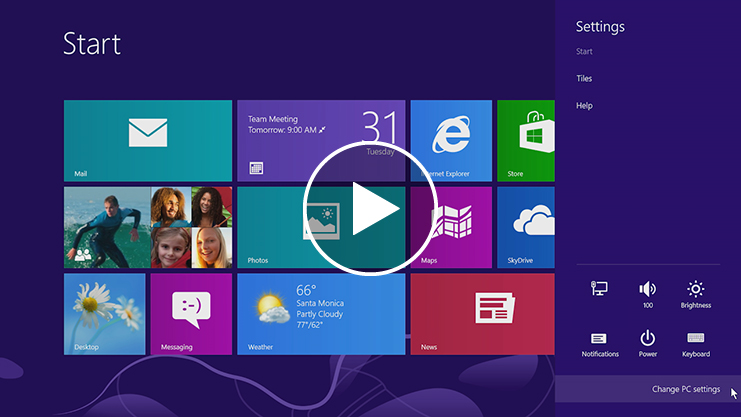 Start
Mail
Team Meeting
Tomorrow: 9:00 AM
31
Tuesday
Internet Explorer
Store
Photos
Maps
SkyDrive
Desktop
:-)
Messaging
66°
Santa Monica
Partly Cloudy
77°/62°
Weather
News
Settings
Start
Tiles
Help
100
Brightness
Notifications
Power
Keyboard
Change PC settings